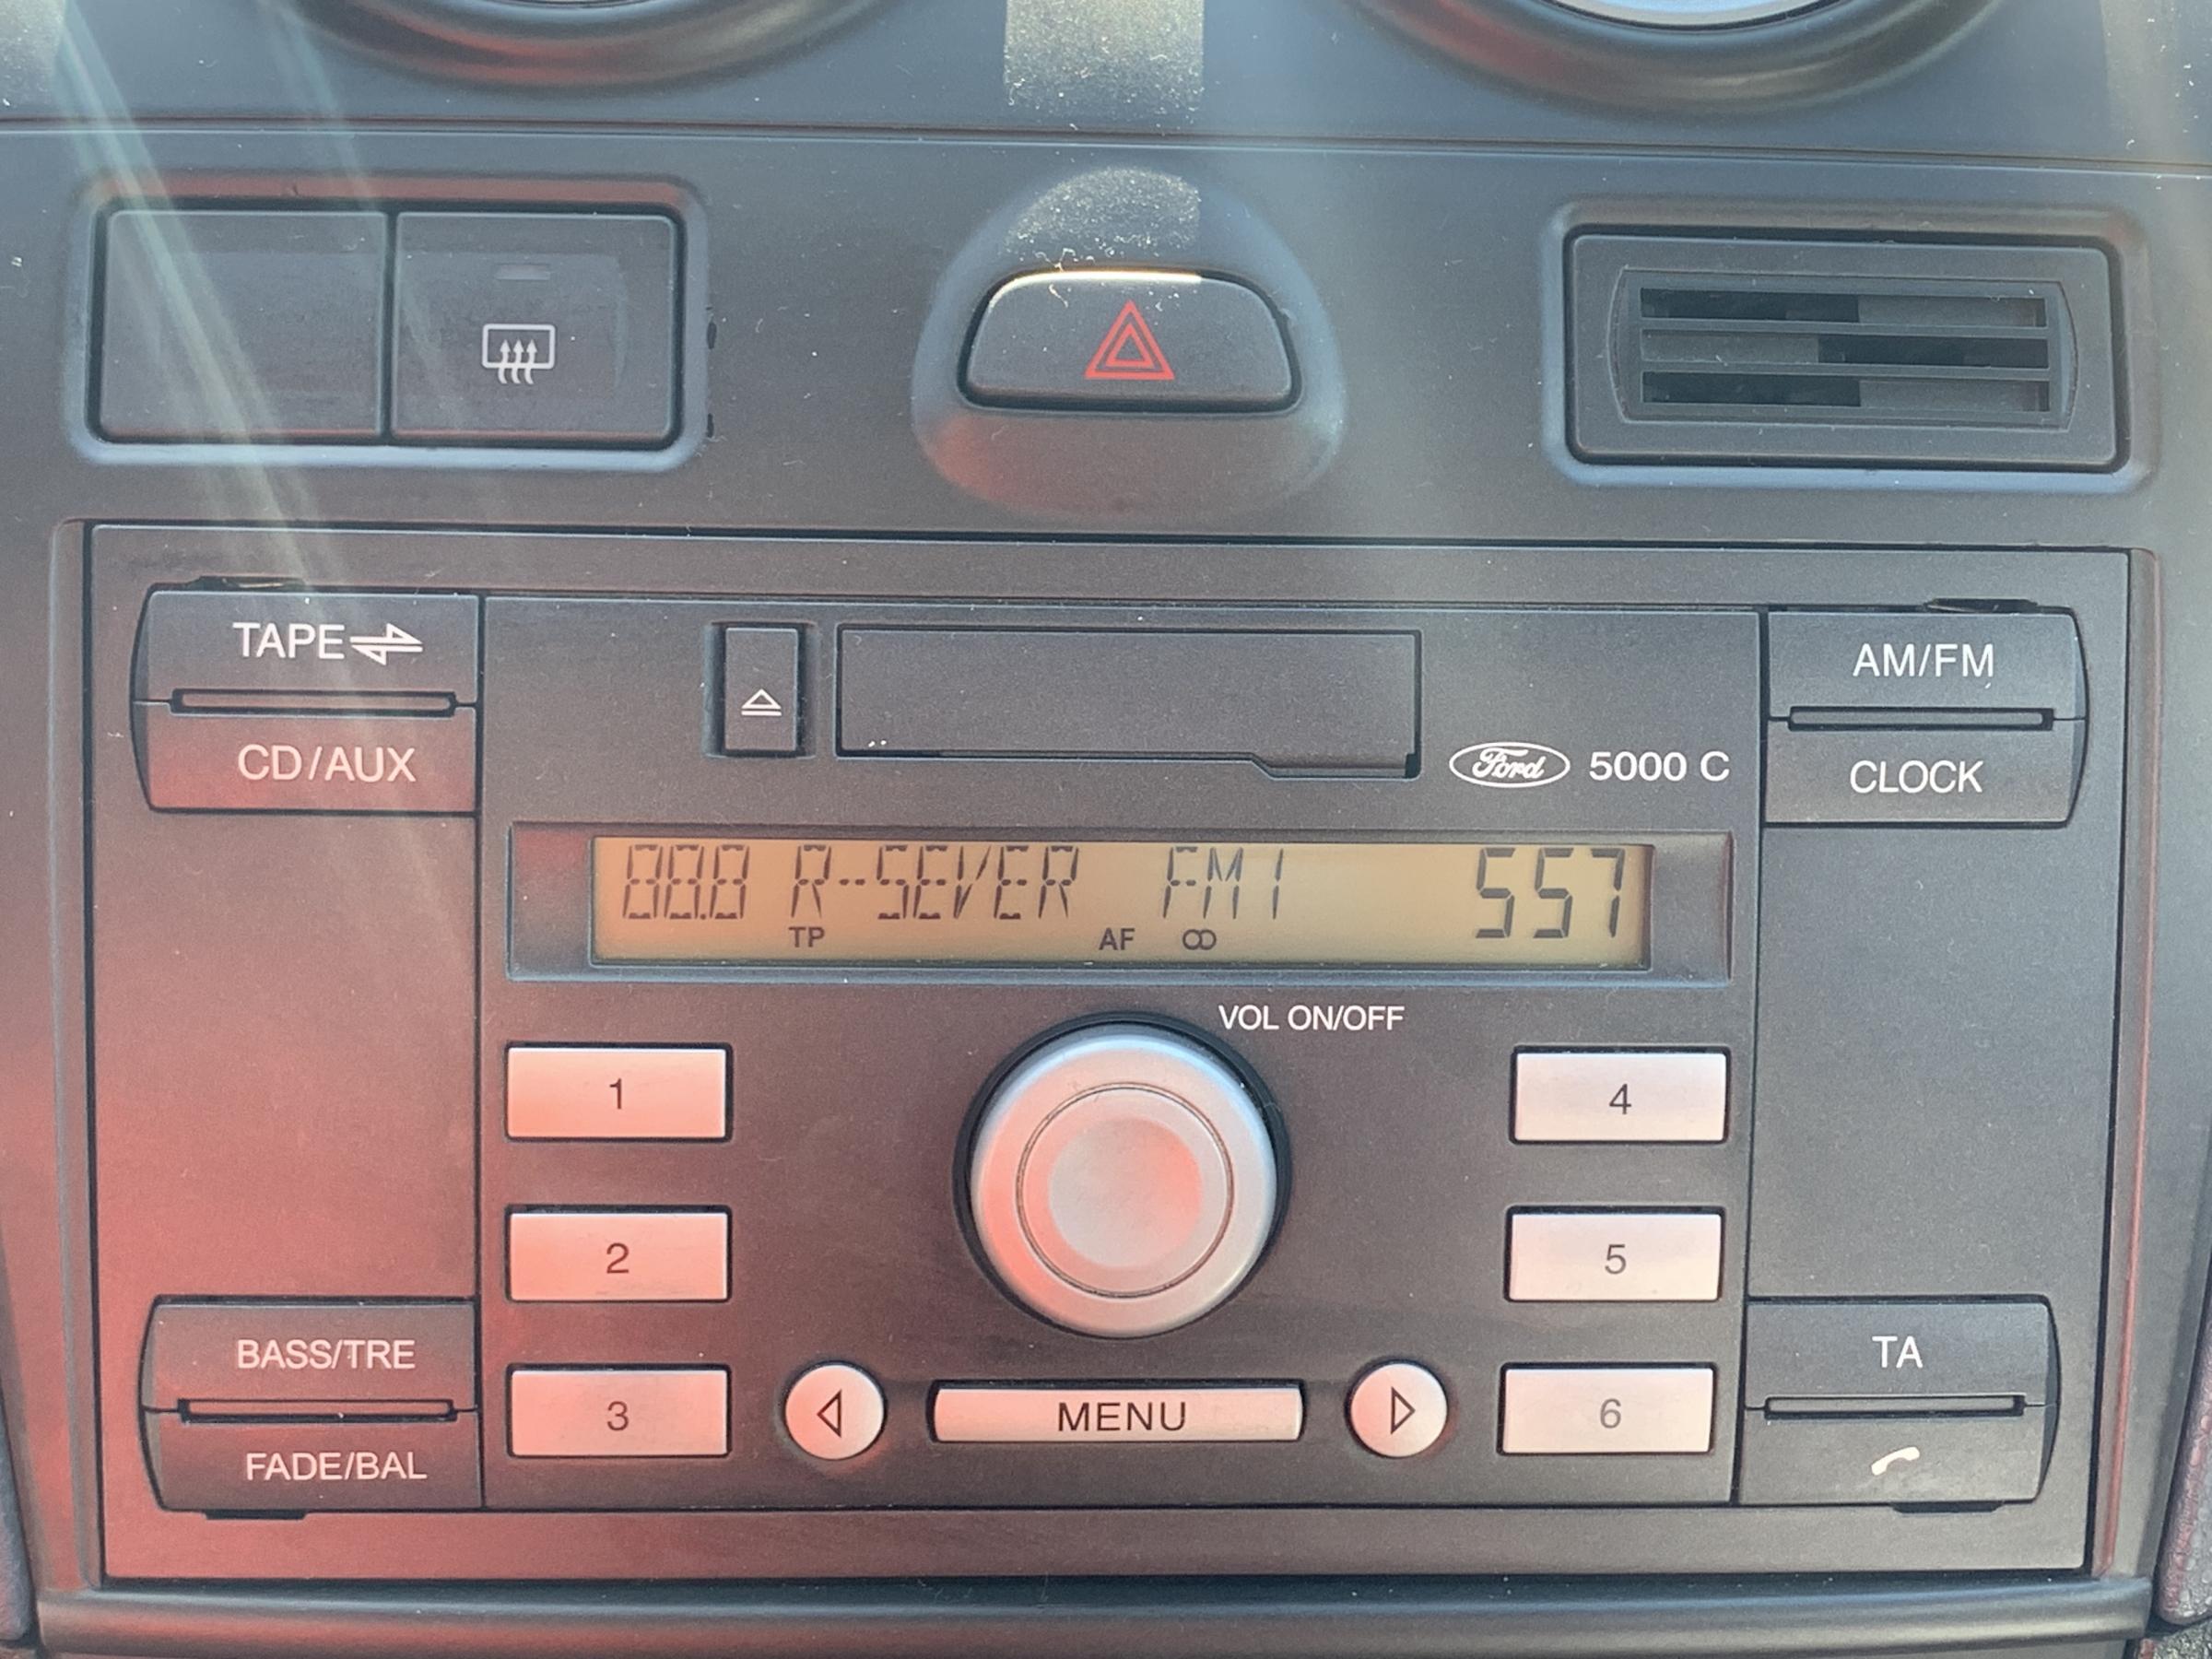 TAPE
CD/AUX
AM/FM
CLOCK
Ford 5000 C
88.8 R-SEVER FM1 557
TP AF
VOL ON/OFF
1
4
2
5
3
MENU
6
BASS/TRE
FADE/BAL
TA